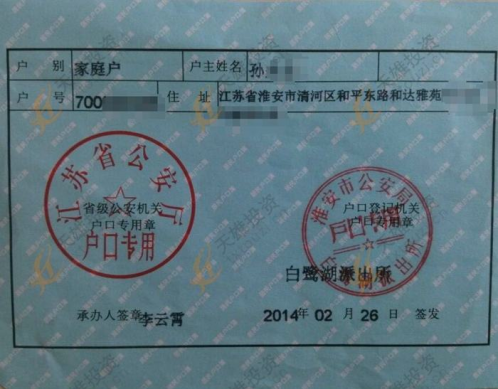 户 别 家庭户 户主姓名 孙
户 号 700 住 址 江苏省淮安市清河区和平东路和达雅苑
江苏省公安厅
户口专用
省级公安机关
户口专用章
淮安市公安局
户口专用
户口登记机关
户口专用章
派出所
白鹭湖派出所
承办人签章 李云霄
2014年 02 月 26 日 签发